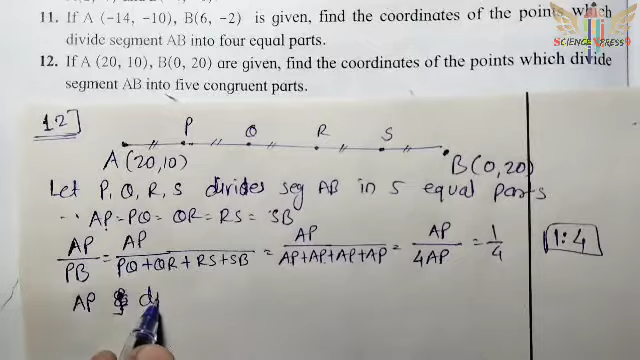 11. If A (-14, -10), B(6, -2) is given, find the coordinates of the points which
divide segment AB into four equal parts.
SCIENCE XPRESS
12. If A (20, 10), B(0, 20) are given, find the coordinates of the points which divide
segment AB into five congruent parts.
12]
P Q R S
A (20,10) B (0,20)
Let P, Q, R, S divides seg AB in 5 equal parts
∴ AP = PQ = QR = RS = SB
AP/PB = AP/(PQ+QR+RS+SB) = AP/(AP+AP+AP+AP) = AP/4AP = 1/4 1:4
AP